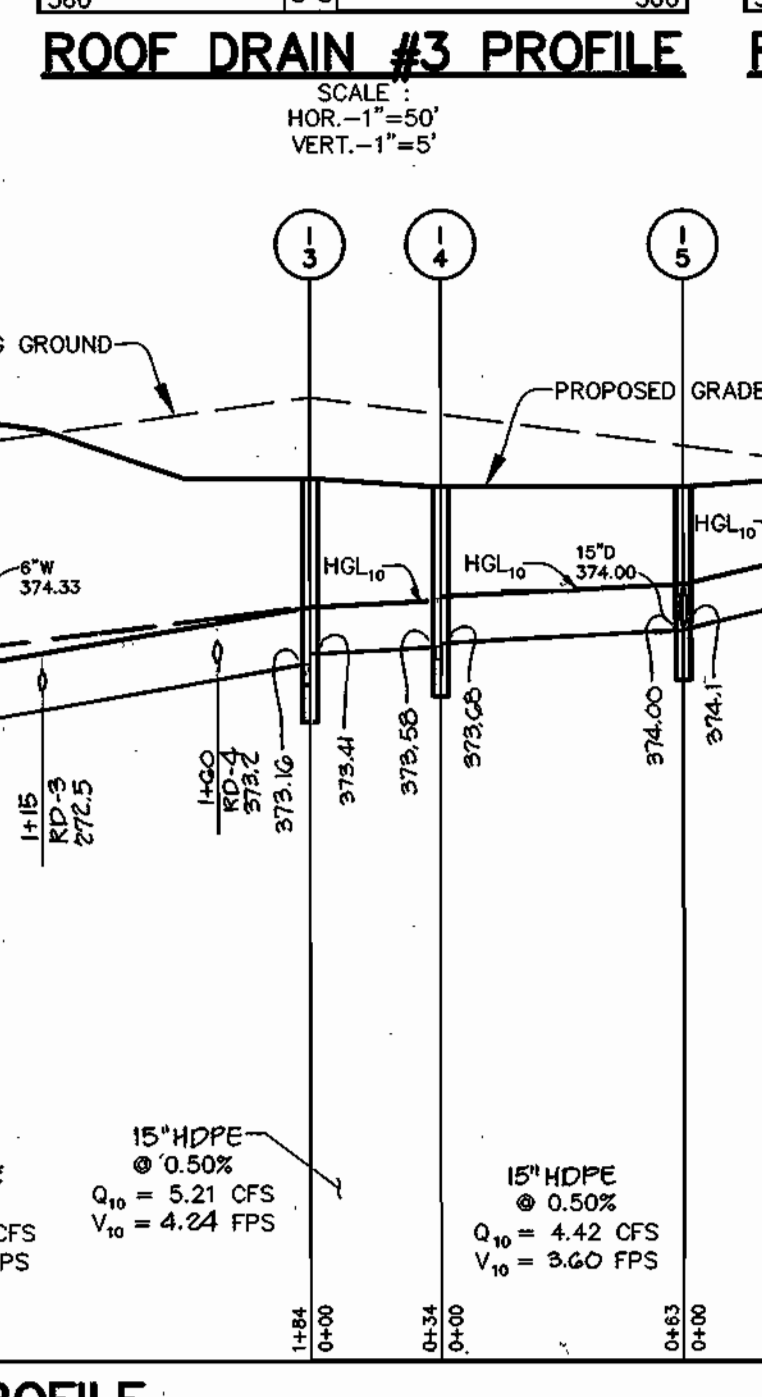 ROOF DRAIN #3 PROFILE
SCALE :
HOR.-1"=50'
VERT.-1"=5'
1
3
1
4
1
5
GROUND
PROPOSED GRADE
6"W
374.33
HGL10
HGL10
15"D
374.00
HGL10
1+15
RD-3
272.5
1+60
RD-4
373.2
373.16
373.41
373.58
373.68
374.00
374.1
15" HDPE
@ 0.50%
Q10 = 5.21 CFS
V10 = 4.24 FPS
15" HDPE
@ 0.50%
Q10 = 4.42 CFS
V10 = 3.60 FPS
CFS
PS
1+84
0+00
0+34
0+00
0+63
0+00